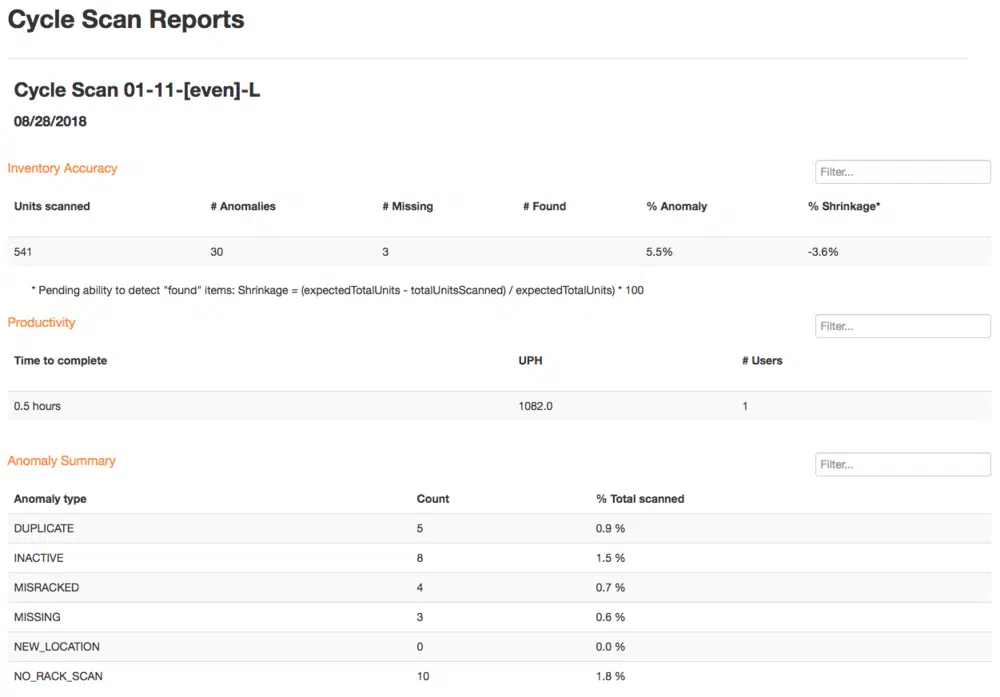 Cycle Scan Reports
Cycle Scan 01-11-[even]-L
08/28/2018
Inventory Accuracy
Filter...
Units scanned # Anomalies # Missing # Found % Anomaly % Shrinkage*
541 30 3 5.5% -3.6%
* Pending ability to detect "found" items: Shrinkage = (expectedTotalUnits - totalUnitsScanned) / expectedTotalUnits) * 100
Productivity
Filter...
Time to complete UPH # Users
0.5 hours 1082.0 1
Anomaly Summary
Filter...
Anomaly type Count % Total scanned
DUPLICATE 5 0.9 %
INACTIVE 8 1.5 %
MISRACKED 4 0.7 %
MISSING 3 0.6 %
NEW_LOCATION 0 0.0 %
NO_RACK_SCAN 10 1.8 %